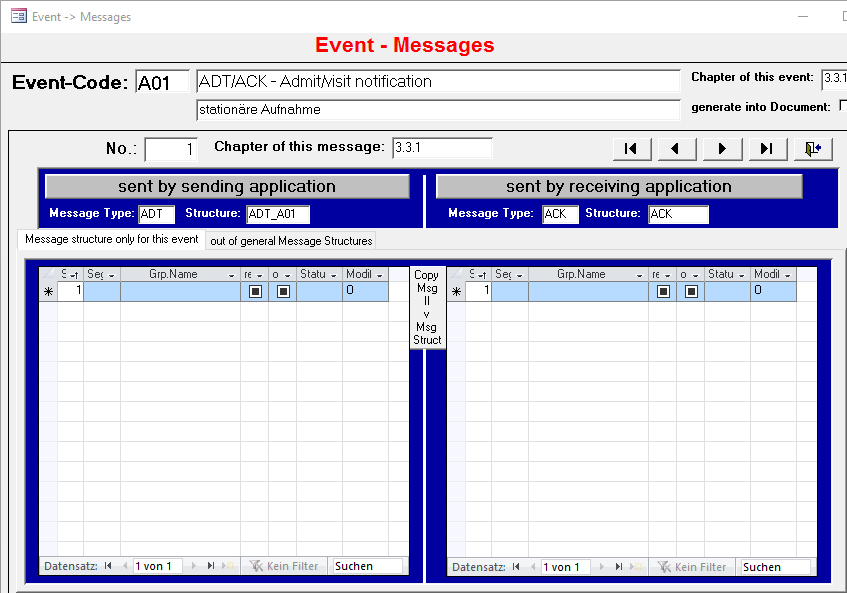 Event -> Messages
Event - Messages
Event-Code: A01 ADT/ACK - Admit/visit notification Chapter of this event: 3.3.1
stationäre Aufnahme generate into Document:
No.: 1 Chapter of this message: 3.3.1
sent by sending application sent by receiving application
Message Type: ADT Structure: ADT_A01 Message Type: ACK Structure: ACK
Message structure only for this event out of general Message Structures
S Seg Grp.Name re o Statu Modif Copy S Seg Grp.Name re o Statu Modif
1 0 Msg 1 0
||
v
Msg
Struct
Datensatz: 1 von 1 Kein Filter Suchen Datensatz: 1 von 1 Kein Filter Suchen